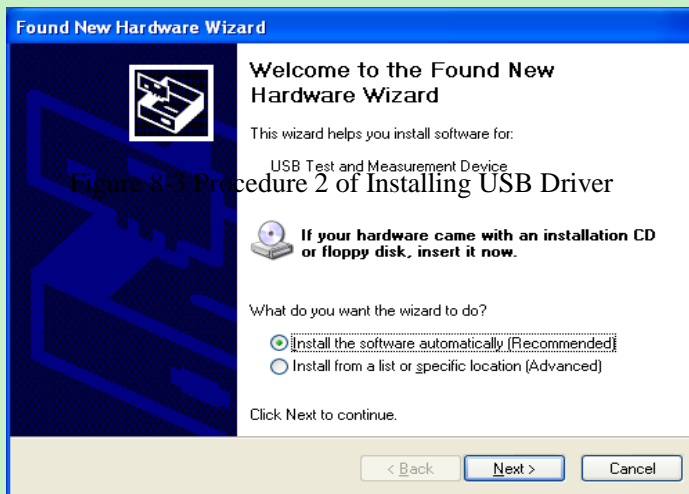 Found New Hardware Wizard
Welcome to the Found New
Hardware Wizard
This wizard helps you install software for:
USB Test and Measurement Device
Figure 8-3 Procedure 2 of Installing USB Driver
If your hardware came with an installation CD
or floppy disk, insert it now.
What do you want the wizard to do?
Install the software automatically (Recommended)
Install from a list or specific location (Advanced)
Click Next to continue.
< Back Next > Cancel